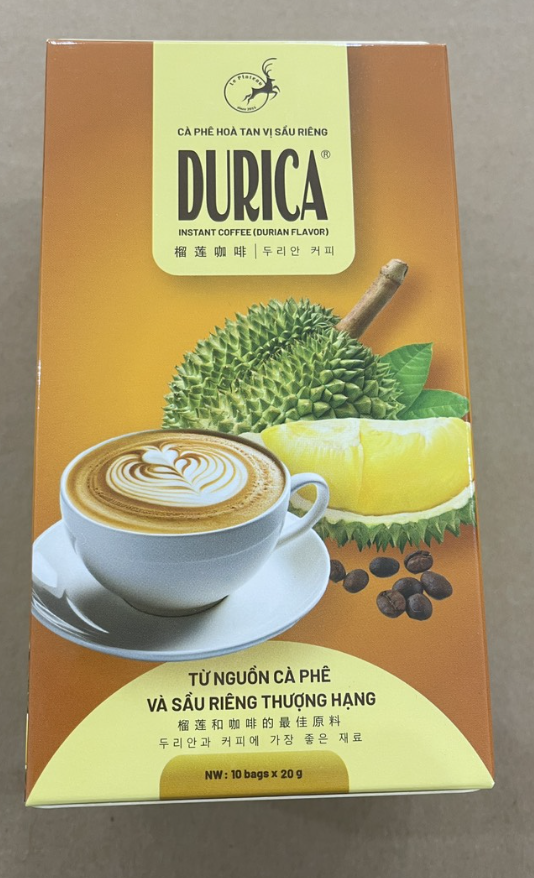 Le Plateau
CÀ PHÊ HOÀ TAN VỊ SẦU RIÊNG
DURICA®
INSTANT COFFEE (DURIAN FLAVOR)
榴莲咖啡 | 두리안 커피
TỪ NGUỒN CÀ PHÊ
VÀ SẦU RIÊNG THƯỢNG HẠNG
榴莲和咖啡的最佳原料
두리안과 커피에 가장 좋은 재료
NW: 10 bags x 20 g